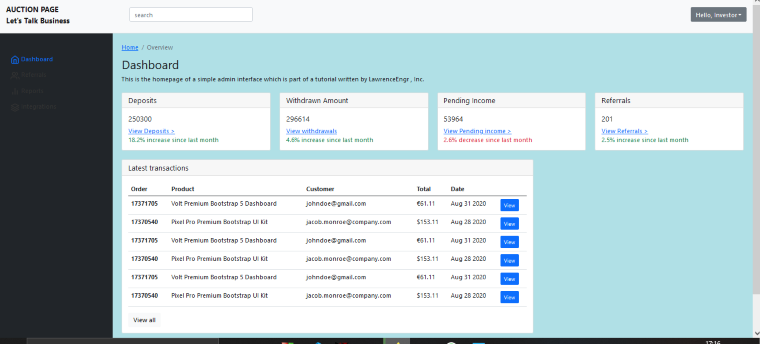 AUCTION PAGE
Let's Talk Business
search
Hello, Investor
Dashboard
Home / Overview
Dashboard
This is the homepage of a simple admin interface which is part of a tutorial written by LawrenceEngr., Inc.
Deposits
250300
View Deposits >
18.2% increase since last month
Withdrawn Amount
296614
View withdrawals
4.6% increase since last month
Pending Income
53964
View Pending income >
2.6% decrease since last month
Referrals
201
View Referrals >
2.5% increase since last month
Latest transactions
Order Product Customer Total Date
17371705 Volt Premium Bootstrap 5 Dashboard johndoe@gmail.com €61.11 Aug 31 2020 View
17370540 Pixel Pro Premium Bootstrap UI Kit jacob.monroe@company.com $153.11 Aug 28 2020 View
17371705 Volt Premium Bootstrap 5 Dashboard johndoe@gmail.com €61.11 Aug 31 2020 View
17370540 Pixel Pro Premium Bootstrap UI Kit jacob.monroe@company.com $153.11 Aug 28 2020 View
17371705 Volt Premium Bootstrap 5 Dashboard johndoe@gmail.com €61.11 Aug 31 2020 View
17370540 Pixel Pro Premium Bootstrap UI Kit jacob.monroe@company.com $153.11 Aug 28 2020 View
View all
17:16